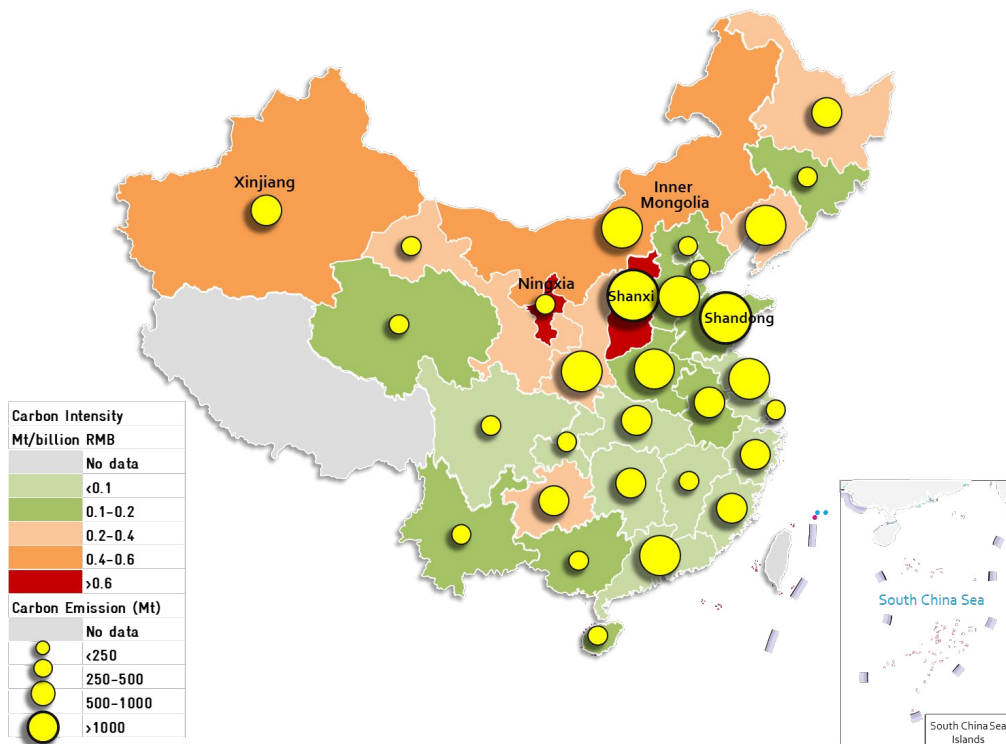 Xinjiang
Inner
Mongolia
Ningxia
Shanxi
Shandong
Carbon Intensity
Mt/billion RMB
No data
<0.1
0.1-0.2
0.2-0.4
0.4-0.6
>0.6
Carbon Emission (Mt)
No data
<250
250-500
500-1000
>1000
South China Sea
South China Sea
Islands